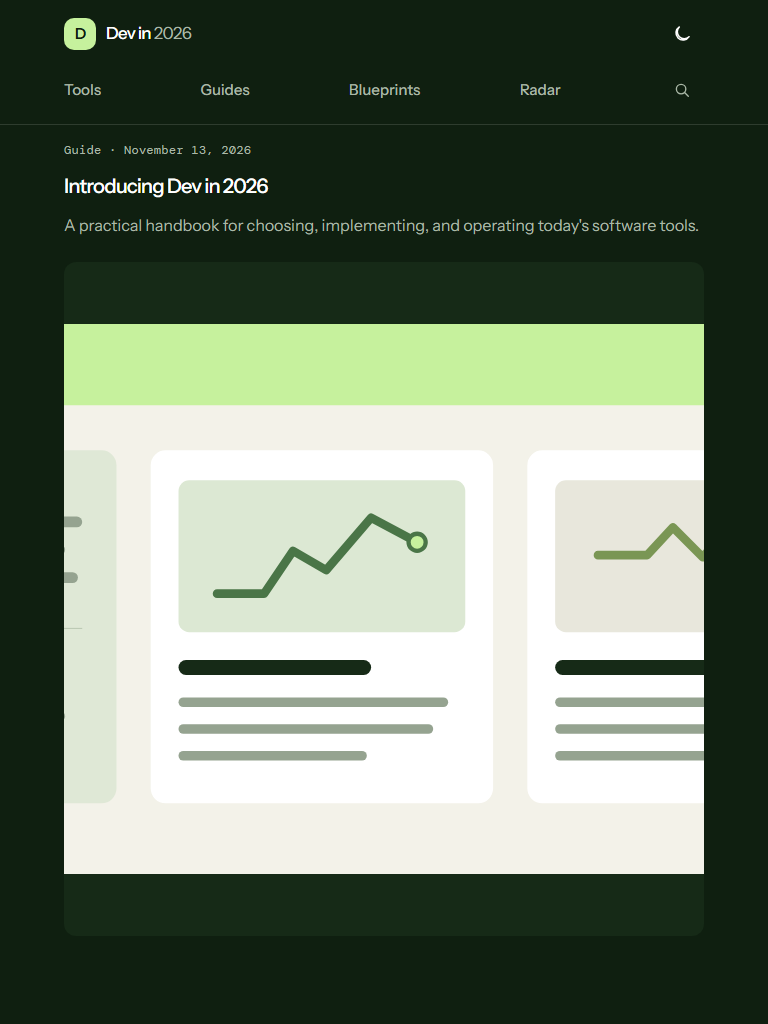 D Dev in 2026
Tools Guides Blueprints Radar
Guide · November 13, 2026
Introducing Dev in 2026
A practical handbook for choosing, implementing, and operating today's software tools.